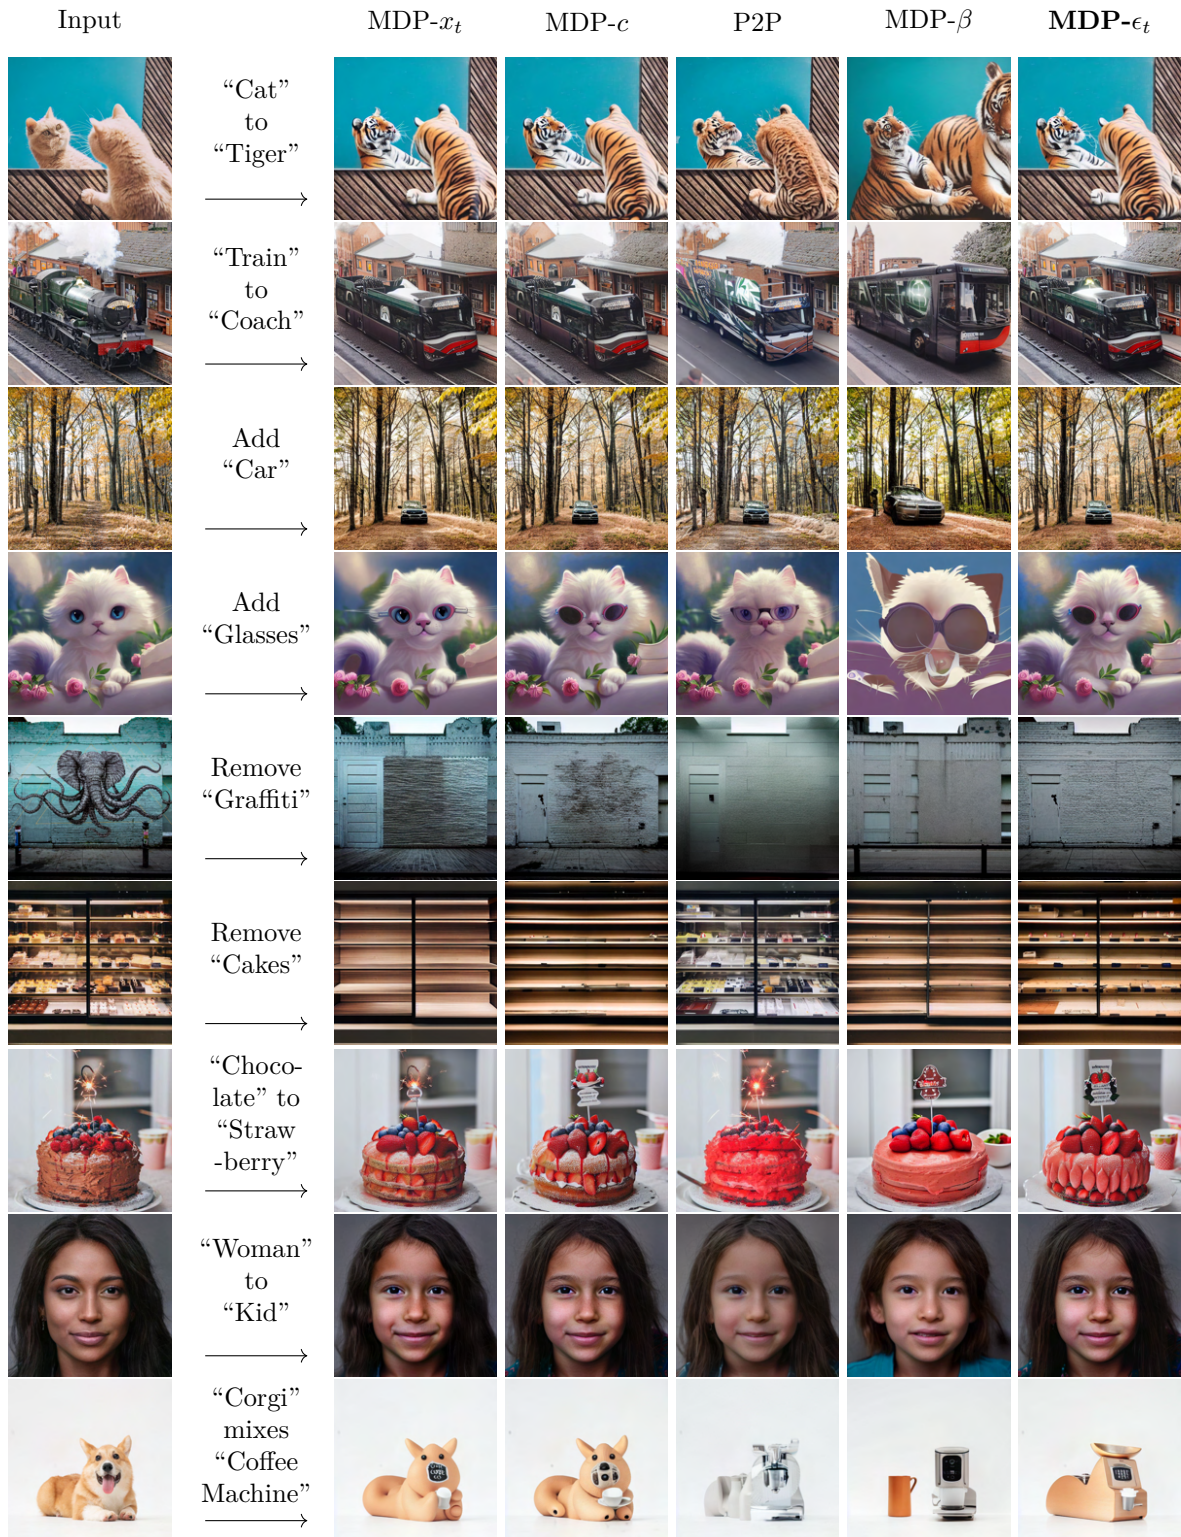 Input
MDP-$x_t$
MDP-$c$
P2P
MDP-$\beta$
MDP-$\epsilon_t$
“Cat”
to
“Tiger”
“Train”
to
“Coach”
Add
“Car”
Add
“Glasses”
Remove
“Graffiti”
Remove
“Cakes”
“Choco-
late” to
“Straw
-berry”
“Woman”
to
“Kid”
“Corgi”
mixes
“Coffee
Machine”